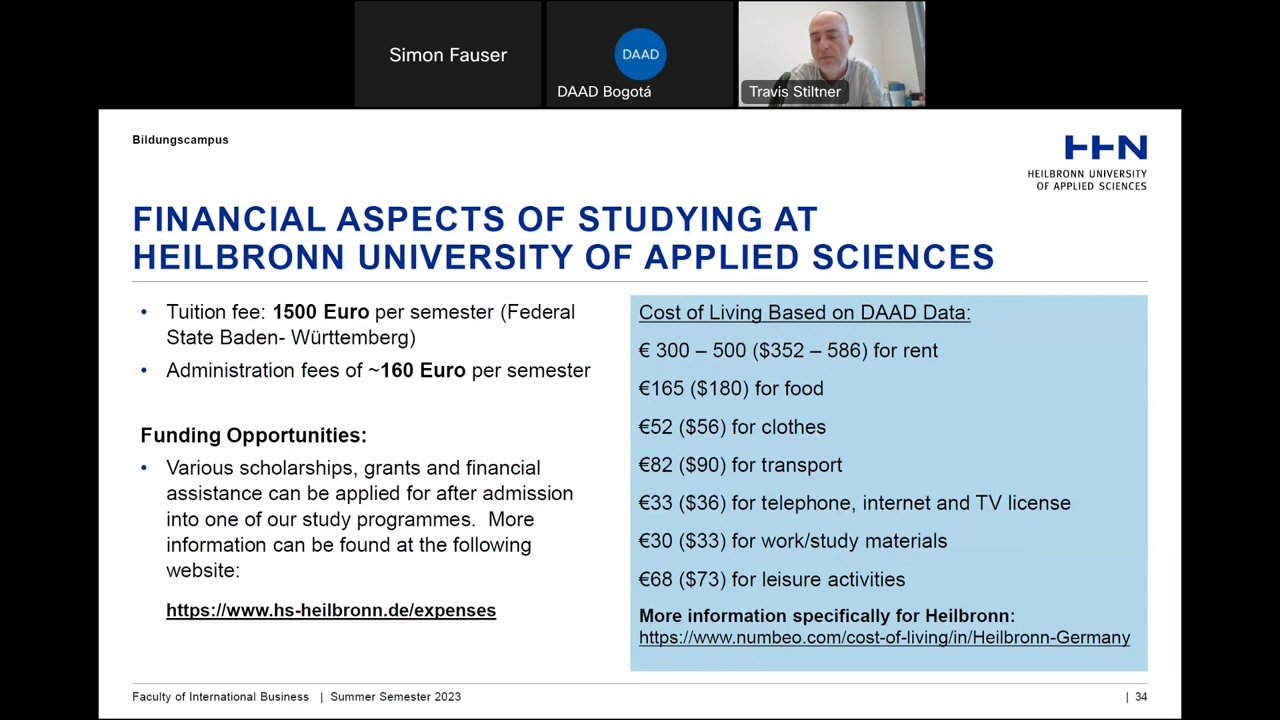 Simon Fauser
DAAD
DAAD Bogotá
Travis Stiltner
Bildungscampus
HHN
HEILBRONN UNIVERSITY
OF APPLIED SCIENCES
FINANCIAL ASPECTS OF STUDYING AT
HEILBRONN UNIVERSITY OF APPLIED SCIENCES
• Tuition fee: 1500 Euro per semester (Federal
State Baden- Württemberg)
• Administration fees of ~160 Euro per semester
Funding Opportunities:
• Various scholarships, grants and financial
assistance can be applied for after admission
into one of our study programmes. More
information can be found at the following
website:
https://www.hs-heilbronn.de/expenses
Cost of Living Based on DAAD Data:
€ 300 – 500 ($352 – 586) for rent
€165 ($180) for food
€52 ($56) for clothes
€82 ($90) for transport
€33 ($36) for telephone, internet and TV license
€30 ($33) for work/study materials
€68 ($73) for leisure activities
More information specifically for Heilbronn:
https://www.numbeo.com/cost-of-living/in/Heilbronn-Germany
Faculty of International Business | Summer Semester 2023
| 34